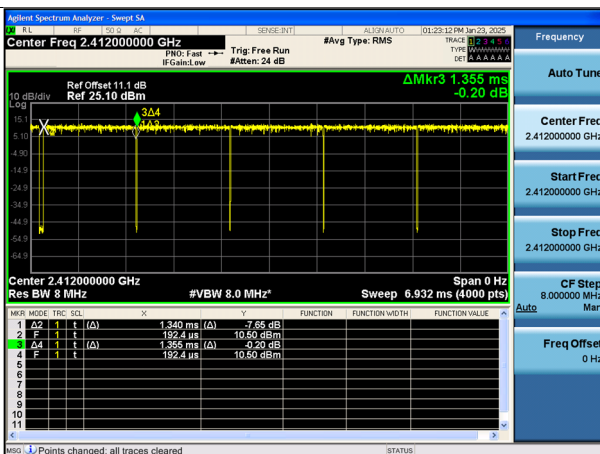 Agilent Spectrum Analyzer - Swept SA
RL RF 50 Ω AC SENSE:INT ALIGN AUTO 01:23:12 PM Jan 23, 2025
Center Freq 2.412000000 GHz #Avg Type: RMS TRACE 1 2 3 4 5 6
PNO: Fast Trig: Free Run TYPE
IFGain:Low #Atten: 24 dB DET A A A A A A
Frequency
Auto Tune
Center Freq
2.412000000 GHz
Start Freq
2.412000000 GHz
Stop Freq
2.412000000 GHz
CF Step
8.000000 MHz
Auto Man
Freq Offset
0 Hz
ΔMkr3 1.355 ms
-0.20 dB
Ref Offset 11.1 dB
10 dB/div Ref 25.10 dBm
Log
15.1
5.10
-4.90
-14.9
-24.9
-34.9
-44.9
-54.9
-64.9
X
3Δ4
1Δ2
Center 2.412000000 GHz Span 0 Hz
Res BW 8 MHz #VBW 8.0 MHz* Sweep 6.932 ms (4000 pts)
MKR MODE TRC SCL X Y FUNCTION FUNCTION WIDTH FUNCTION VALUE
1 Δ2 1 t (Δ) 1.340 ms (Δ) -7.65 dB
2 F 1 t 192.4 µs 10.50 dBm
3 Δ4 1 t (Δ) 1.355 ms (Δ) -0.20 dB
4 F 1 t 192.4 µs 10.50 dBm
5
6
7
8
9
10
11
MSG Points changed; all traces cleared STATUS